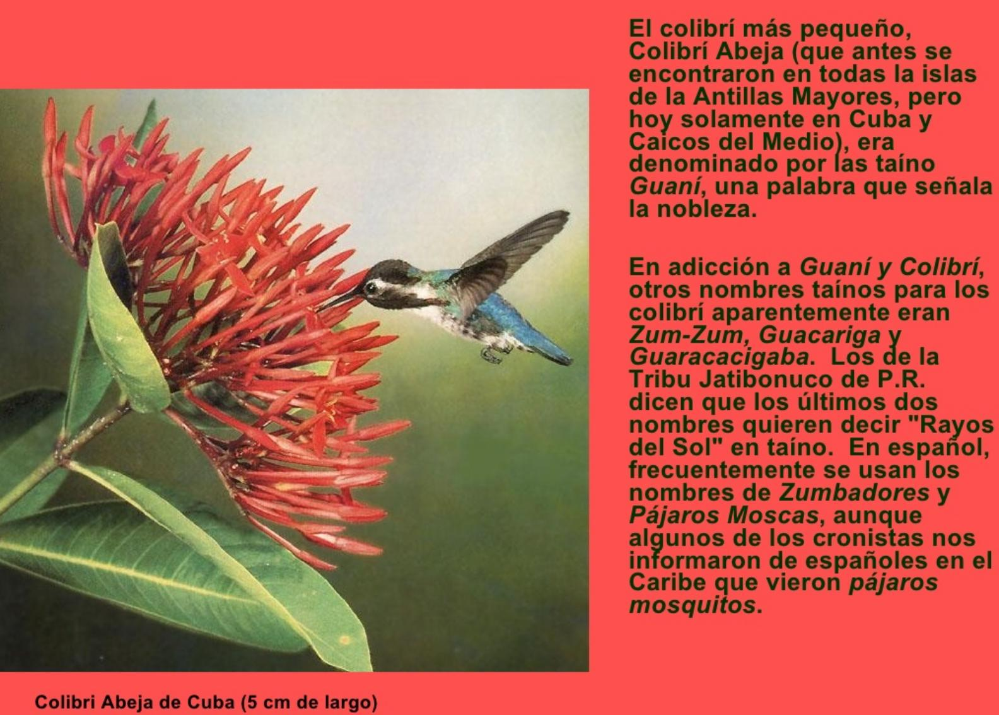 El colibrí más pequeño,
Colibrí Abeja (que antes se
encontraron en todas la islas
de la Antillas Mayores, pero
hoy solamente en Cuba y
Caicos del Medio), era
denominado por las taíno
Guaní, una palabra que señala
la nobleza.
En adicción a Guaní y Colibrí,
otros nombres taínos para los
colibrí aparentemente eran
Zum-Zum, Guacariga y
Guaracacigaba.  Los de la
Tribu Jatibonuco de P.R.
dicen que los últimos dos
nombres quieren decir "Rayos
del Sol" en taíno.  En español,
frecuentemente se usan los
nombres de Zumbadores y
Pájaros Moscas, aunque
algunos de los cronistas nos
informaron de españoles en el
Caribe que vieron pájaros
mosquitos.
Colibri Abeja de Cuba (5 cm de largo)